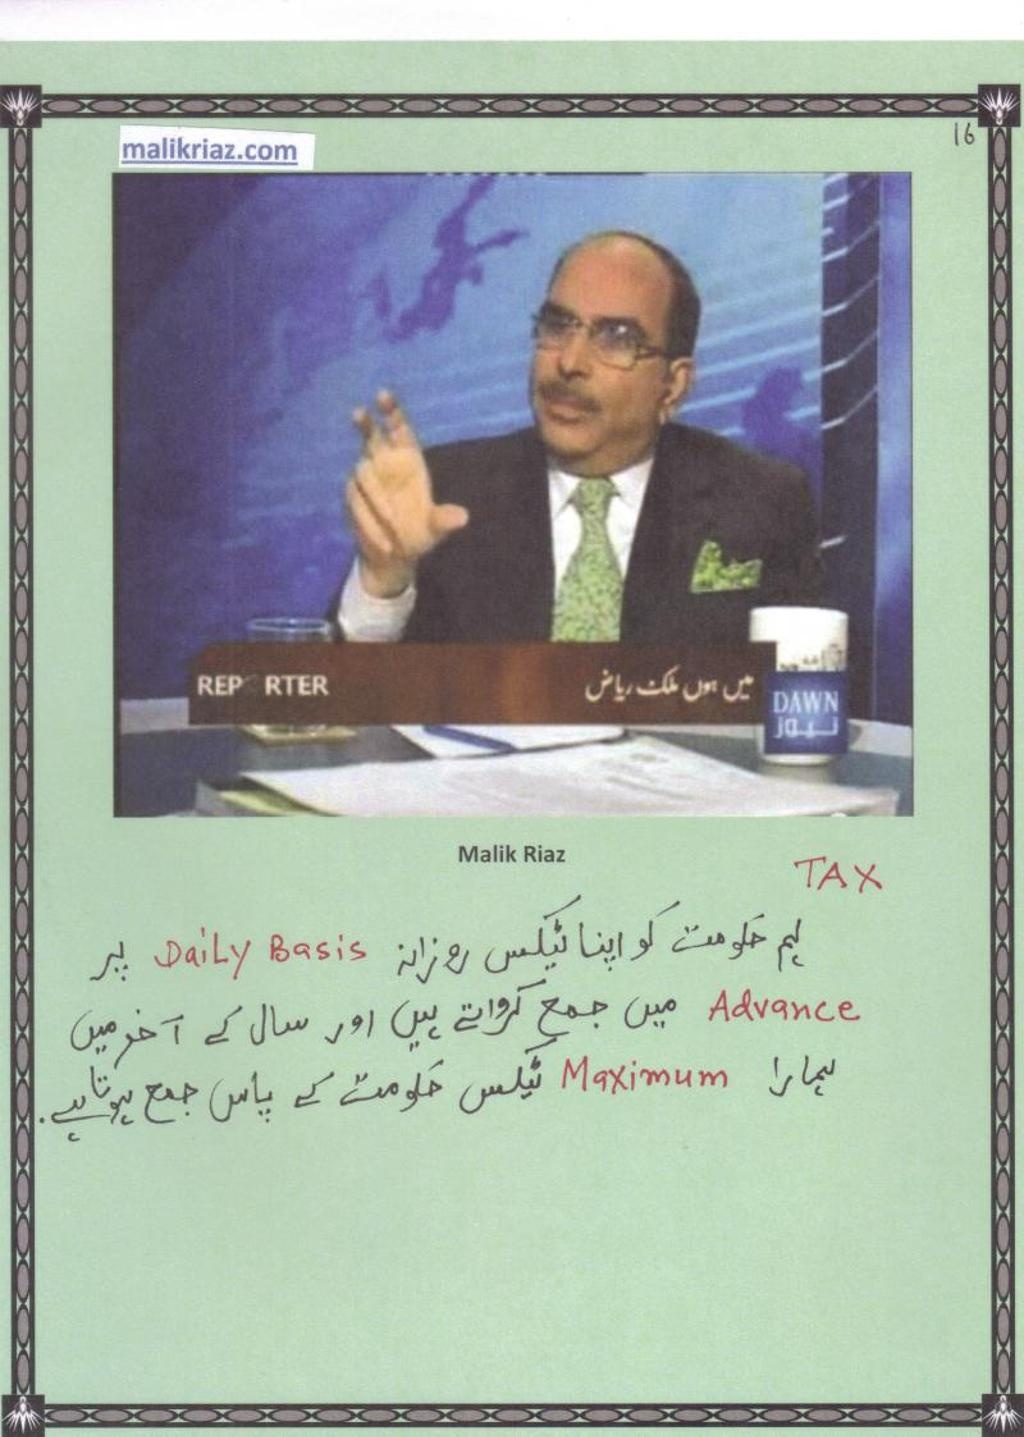 16
malikriaz.com
REPORTER
میں ہوں ملک ریاض
DAWN
نیوز
Malik Riaz
TAX
ہم حکومت کو اپنا ٹیکس روزانہ Daily Basis پر
Advance میں جمع کرواتے ہیں اور سال کے آخر میں
ہمارا Maximum ٹیکس حکومت کے پاس جمع ہوتا ہے۔